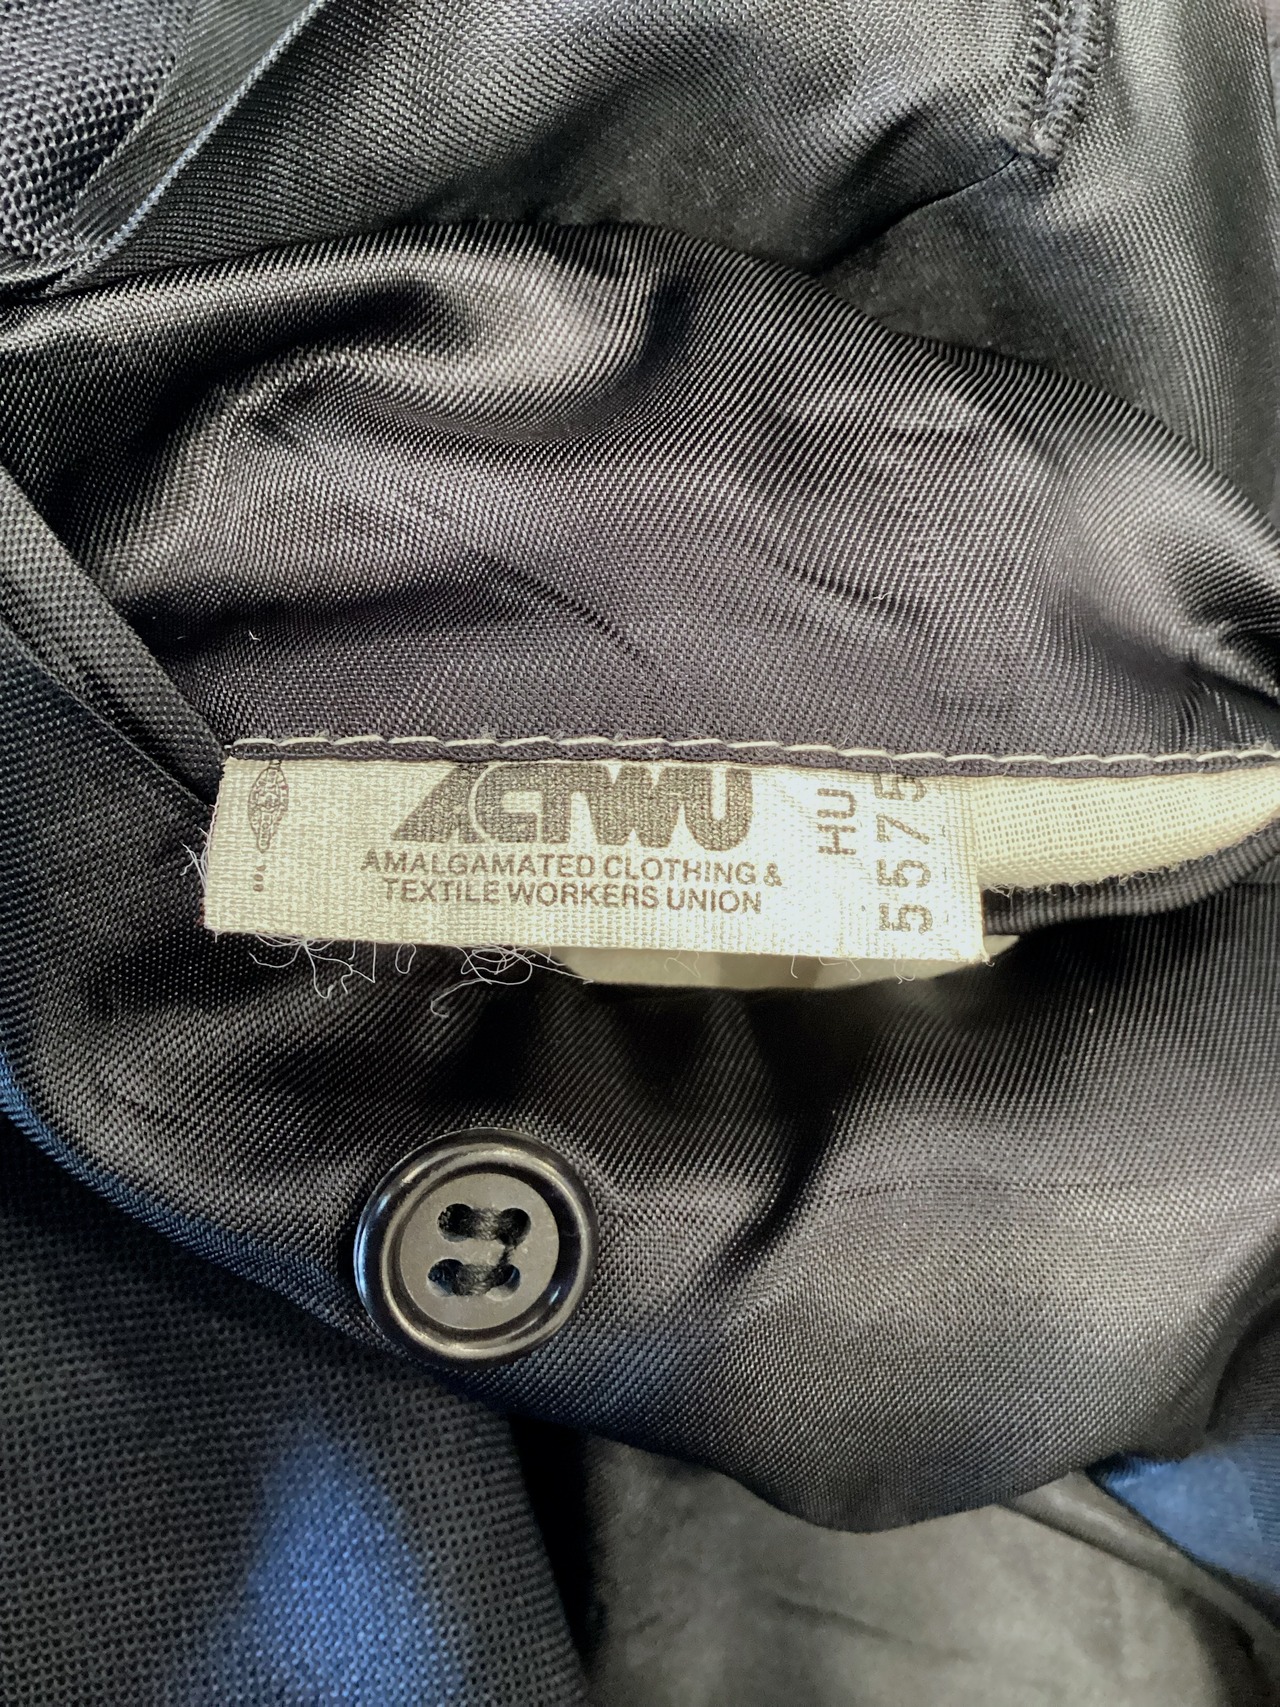 ACTWU
AMALGAMATED CLOTHING &
TEXTILE WORKERS UNION
HU
5575